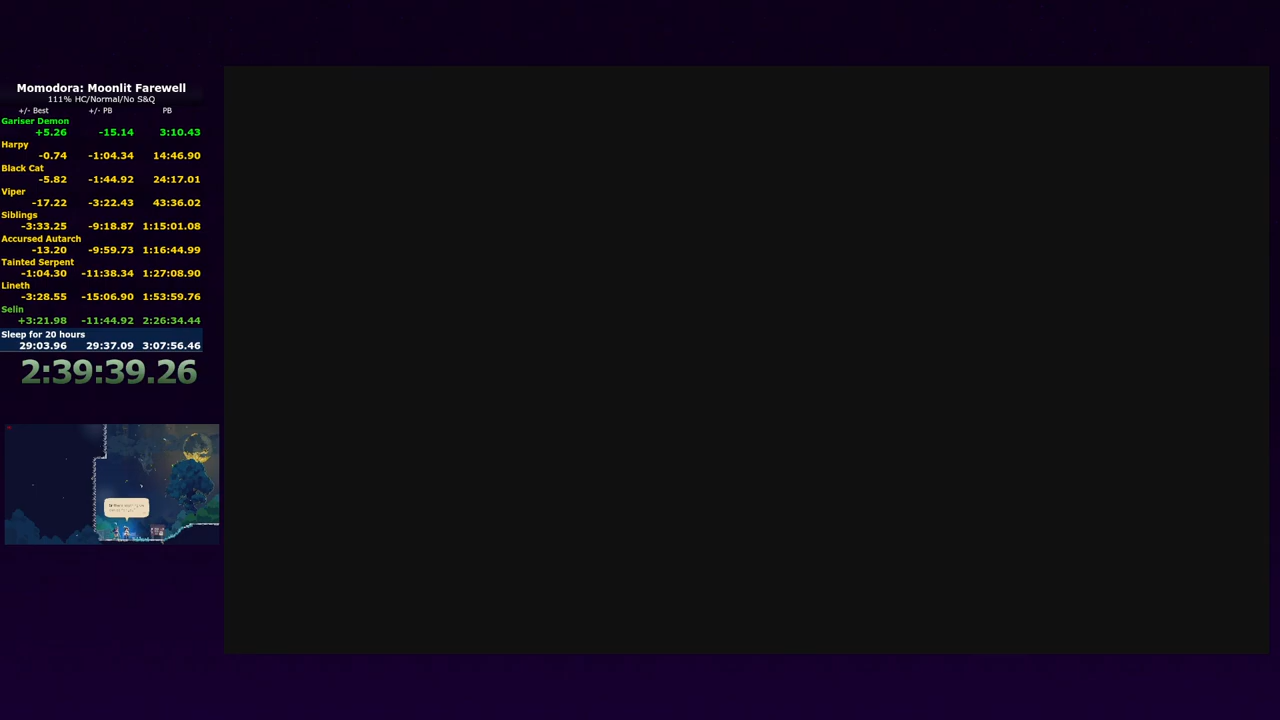 Momodora: Moonlit Farewell
111% HC/Normal/No S&Q
+/- Best +/- PB PB
Gariser Demon
+5.26 -15.14 3:10.43
Harpy
-0.74 -1:04.34 14:46.90
Black Cat
-5.82 -1:44.92 24:17.01
Viper
-17.22 -3:22.43 43:36.02
Siblings
-3:33.25 -9:18.87 1:15:01.08
Accursed Autarch
-13.20 -9:59.73 1:16:44.99
Tainted Serpent
-1:04.30 -11:38.34 1:27:08.90
Lineth
-3:28.55 -15:06.90 1:53:59.76
Selin
+3:21.98 -11:44.92 2:26:34.44
Sleep for 20 hours
29:03.96 29:37.09 3:07:56.46
2:39:39.26